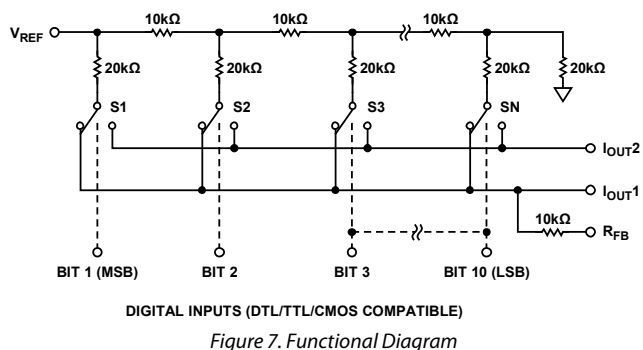 10kΩ 10kΩ 10kΩ
VREF
20kΩ 20kΩ 20kΩ 20kΩ 20kΩ
S1 S2 S3 SN
IOUT2
IOUT1
10kΩ
RFB
BIT 1 (MSB) BIT 2 BIT 3 BIT 10 (LSB)
DIGITAL INPUTS (DTL/TTL/CMOS COMPATIBLE)
Figure 7. Functional Diagram